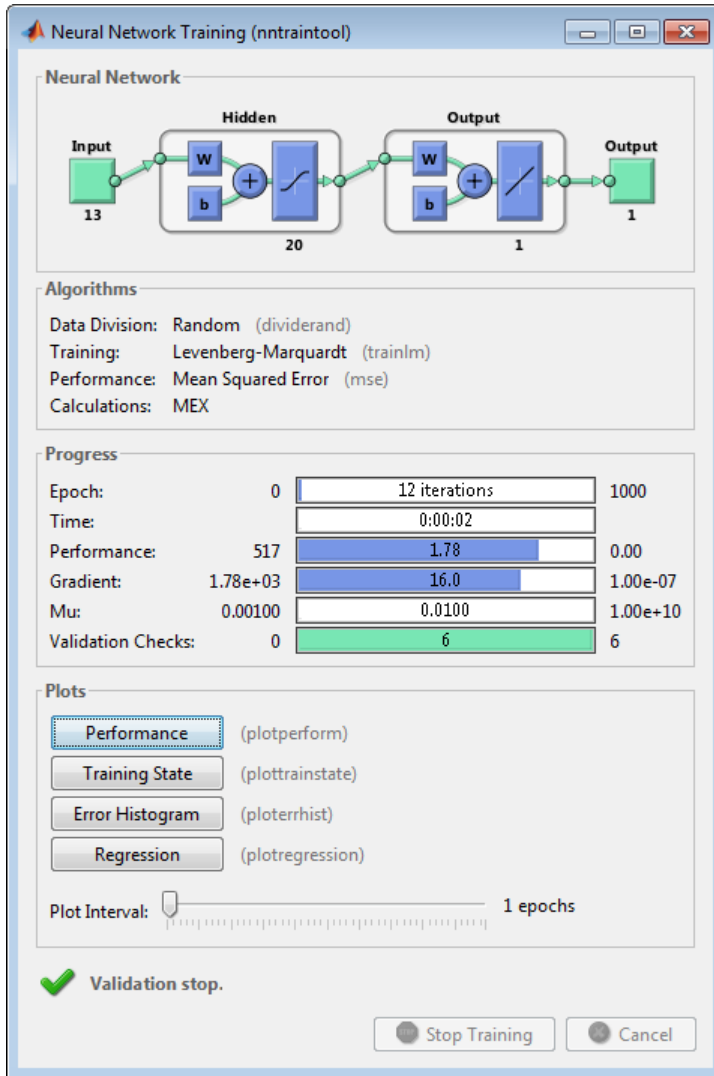 Neural Network Training (nntraintool)
Neural Network
Hidden Output
Input Output
W W
b b
+ +
13 1
20 1
Algorithms
Data Division: Random (dividerand)
Training: Levenberg-Marquardt (trainlm)
Performance: Mean Squared Error (mse)
Calculations: MEX
Progress
Epoch: 0 12 iterations 1000
Time: 0:00:02
Performance: 517 1.78 0.00
Gradient: 1.78e+03 16.0 1.00e-07
Mu: 0.00100 0.0100 1.00e+10
Validation Checks: 0 6 6
Plots
Performance (plotperform)
Training State (plottrainstate)
Error Histogram (ploterrhist)
Regression (plotregression)
Plot Interval: 1 epochs
Validation stop.
Stop Training Cancel